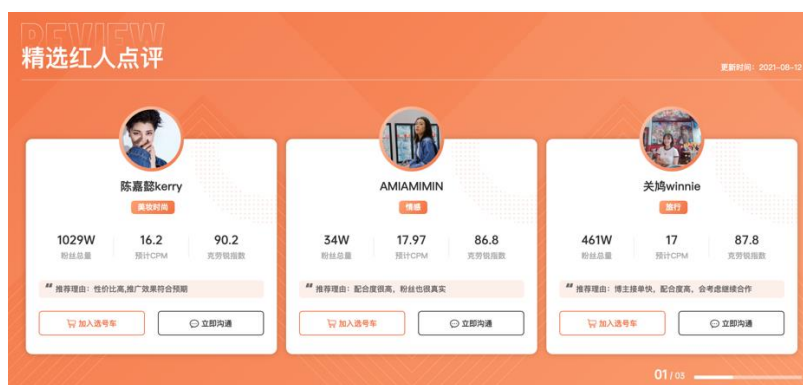 REVIEW
精选红人点评
更新时间：2021-08-12
陈嘉懿kerry
美妆时尚
1029W 16.2 90.2
粉丝总量 预计CPM 克劳锐指数
“ 推荐理由：性价比高,推广效果符合预期
加入选号车 立即沟通
AMIAMIMIN
情感
34W 17.97 86.8
粉丝总量 预计CPM 克劳锐指数
“ 推荐理由：配合度很高，粉丝也很真实
加入选号车 立即沟通
关鸠winnie
旅行
461W 17 87.8
粉丝总量 预计CPM 克劳锐指数
“ 推荐理由：博主接单快，配合度高，会考虑继续合作
加入选号车 立即沟通
01 / 03